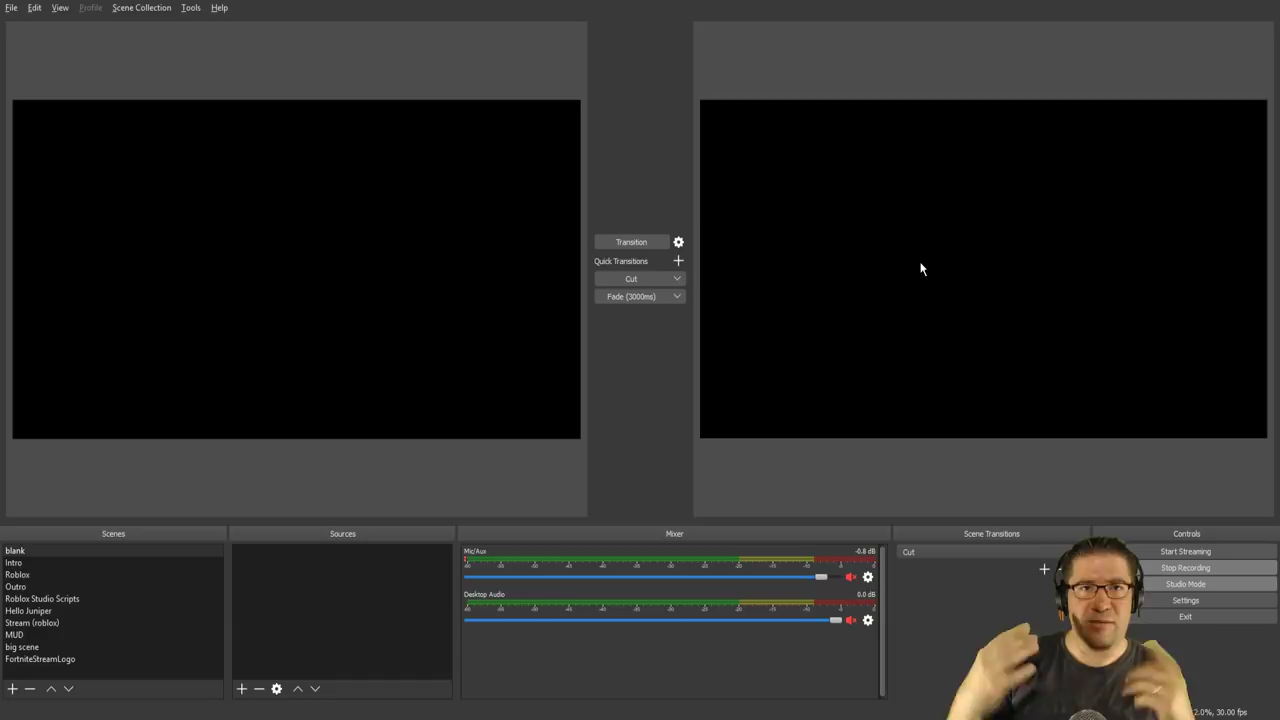 File Edit View Profile Scene Collection Tools Help
Transition
Quick Transitions
Cut
Fade (3000ms)
Scenes
blank
Intro
Roblox
Outro
Roblox Studio Scripts
Hello Juniper
Stream (roblox)
MUD
big scene
FortniteStreamLogo
Sources
Mixer
Mic/Aux -0.8 dB
Desktop Audio 0.0 dB
Scene Transitions
Cut
Controls
Start Streaming
Stop Recording
Studio Mode
Settings
Exit
2.0%, 30.00 fps